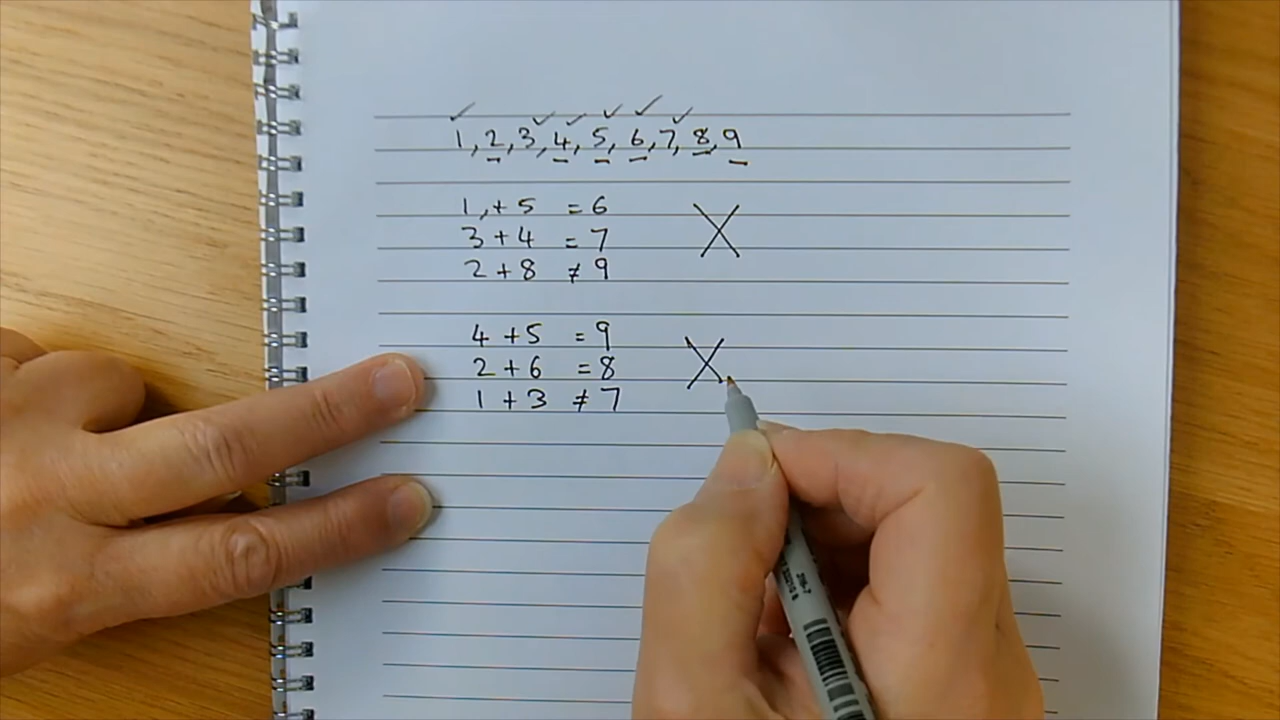 1, 2, 3, 4, 5, 6, 7, 8, 9
1, + 5 = 6
3 + 4 = 7
2 + 8 ≠ 9
4 + 5 = 9
2 + 6 = 8
1 + 3 ≠ 7